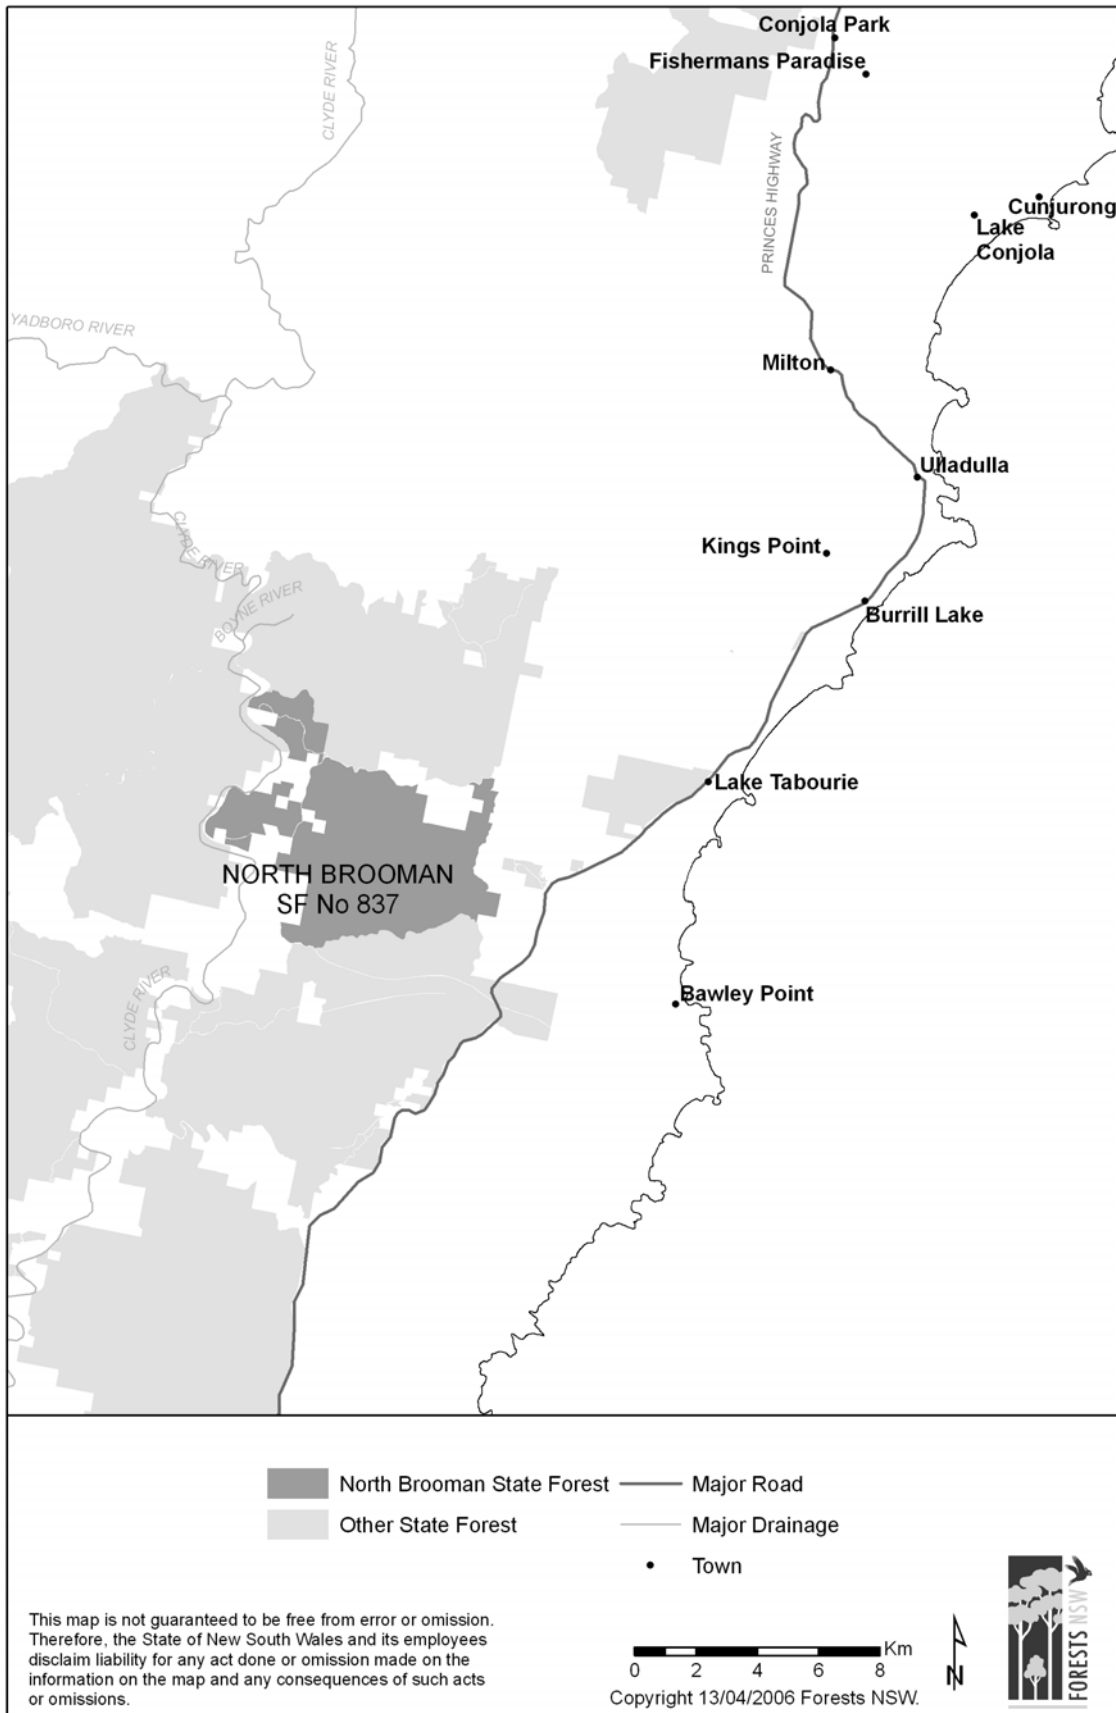 Conjola Park
Fishermans Paradise
CLYDE RIVER
PRINCES HIGHWAY
Cunjurong
Lake
Conjola
YADBORO RIVER
Milton
Ulladulla
CLYDE RIVER
Kings Point
BOYNE RIVER
Burrill Lake
Lake Tabourie
NORTH BROOMAN
SF No 837
CLYDE RIVER
Bawley Point
North Brooman State Forest
Major Road
Other State Forest
Major Drainage
Town
This map is not guaranteed to be free from error or omission.
Therefore, the State of New South Wales and its employees
disclaim liability for any act done or omission made on the
information on the map and any consequences of such acts
or omissions.
Km
0 2 4 6 8
Copyright 13/04/2006 Forests NSW.
N
FORESTS NSW